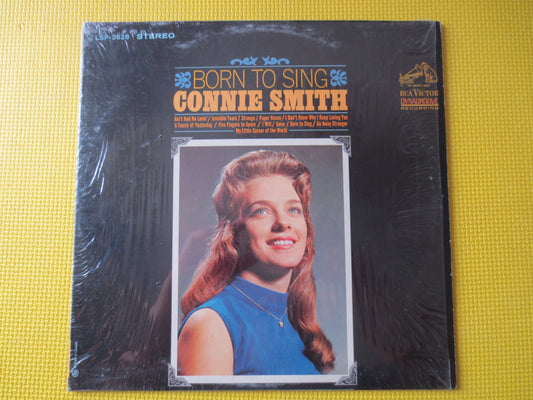 LSP-3628 STEREO
BORN TO SING
CONNIE SMITH
Ain't Had No Lovin' / Invisible Tears / Strange / Paper Roses / I Don't Know Why I Keep Loving You
A Touch of Yesterday / Five Fingers to Spare / I Will / Gone / Born to Sing / Go Away Stranger
My Little Corner of the World
RCA VICTOR
DYNAGROOVE
RECORDING